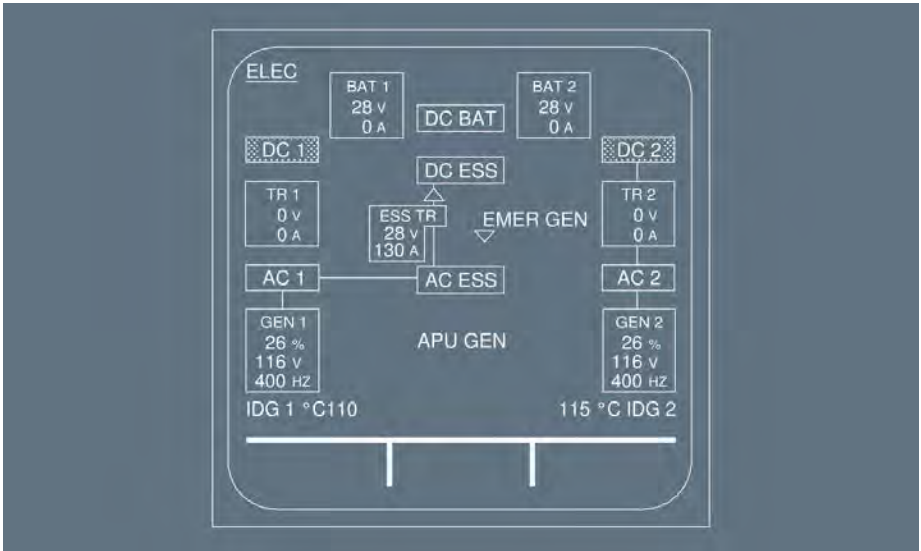 ELEC
BAT 1
28 V
0 A
DC BAT
BAT 2
28 V
0 A
DC 1
DC ESS
DC 2
TR 1
0 V
0 A
ESS TR
28 V
130 A
EMER GEN
TR 2
0 V
0 A
AC 1
AC ESS
AC 2
GEN 1
26 %
116 V
400 HZ
APU GEN
GEN 2
26 %
116 V
400 HZ
IDG 1 °C110
115 °C IDG 2